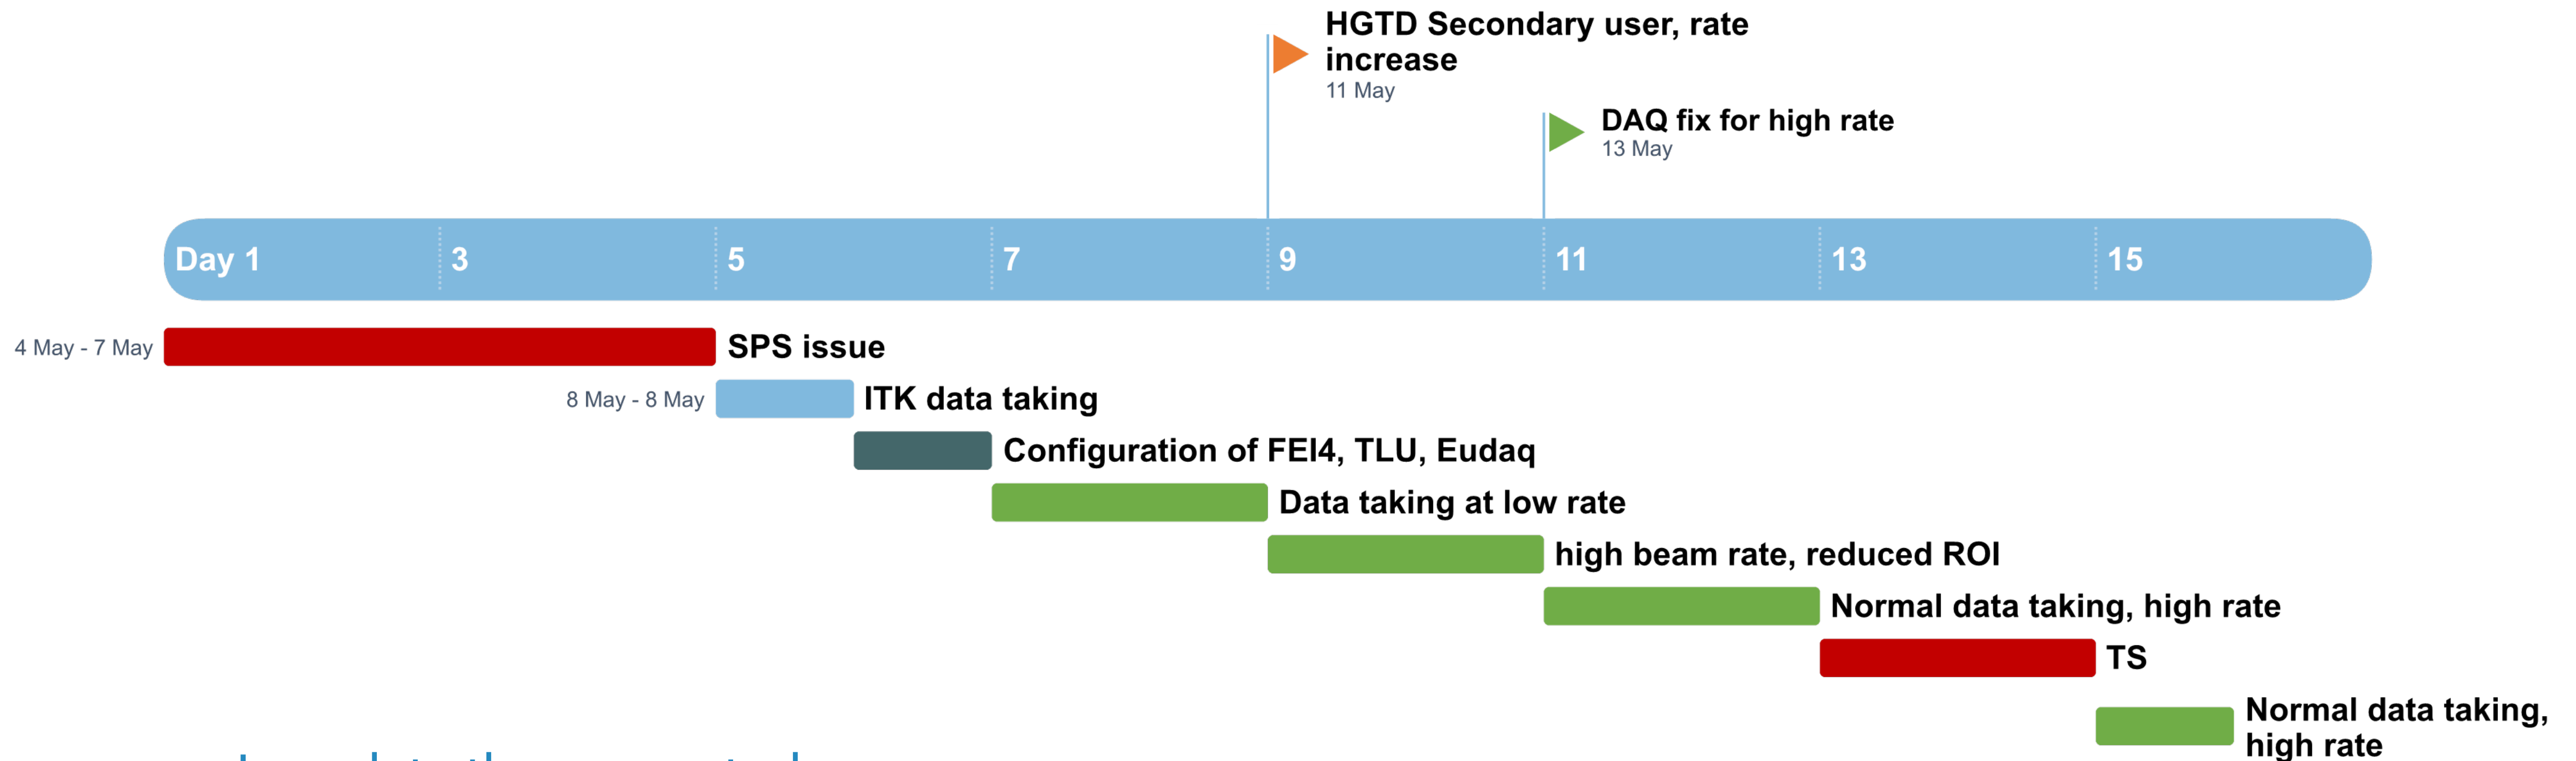 HGTD Secondary user, rate
increase
11 May
DAQ fix for high rate
13 May
Day 1 3 5 7 9 11 13 15
4 May - 7 May SPS issue
8 May - 8 May ITK data taking
Configuration of FEI4, TLU, Eudaq
Data taking at low rate
high beam rate, reduced ROI
Normal data taking, high rate
TS
Normal data taking,
high rate